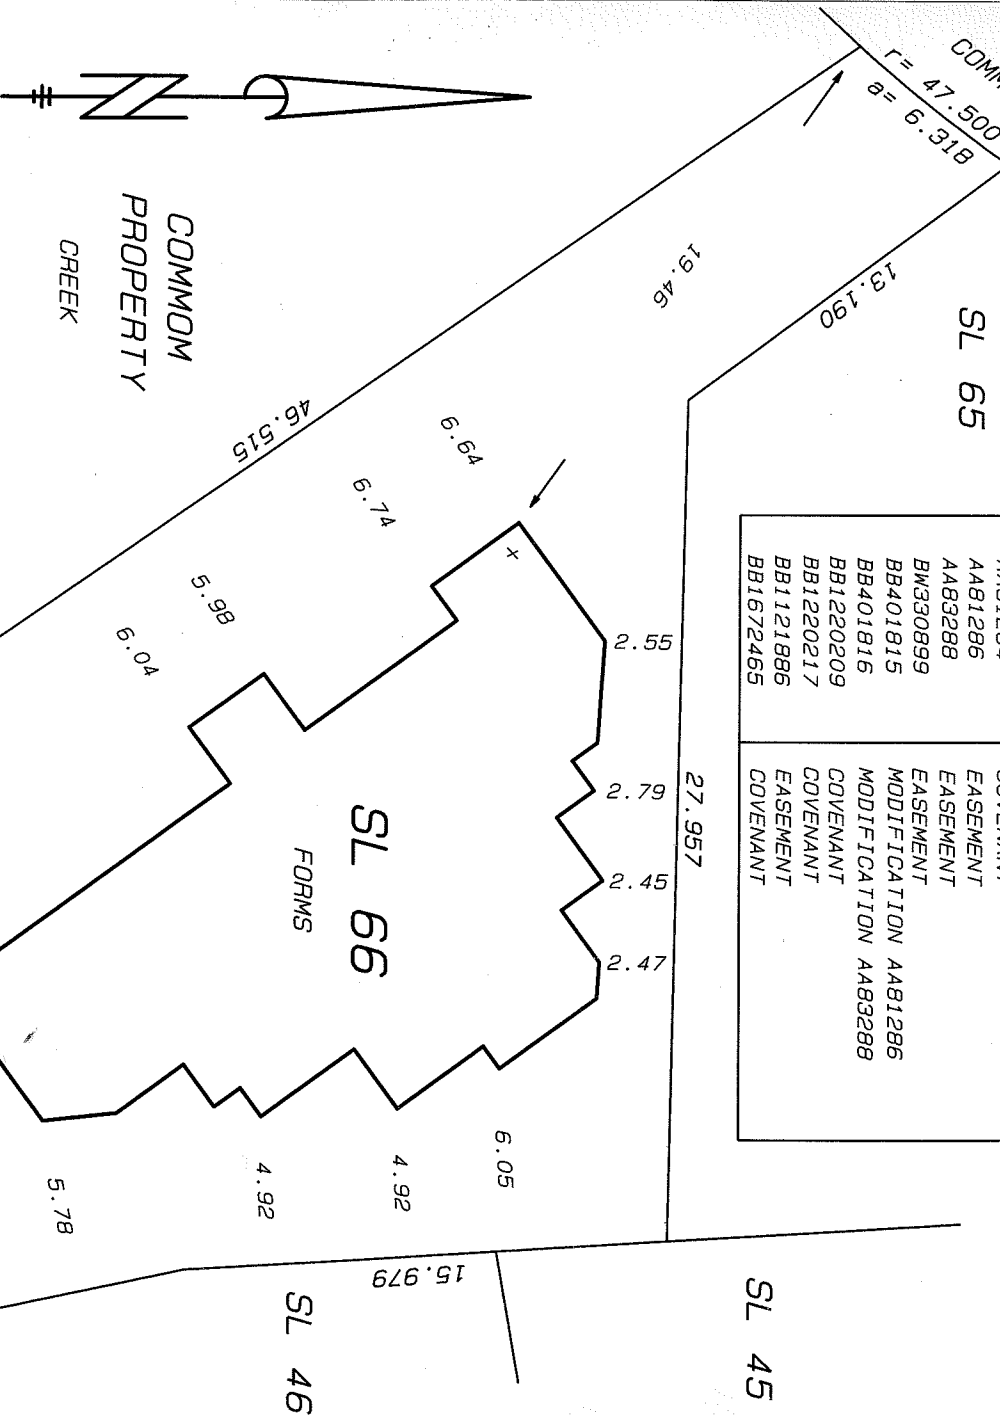 COMM
r= 47.500
a= 6.318
SL 65
13.190
19.46
COMMOM
PROPERTY
CREEK
46.515
6.64
6.74
5.98
6.04
2.55
2.79
2.45
2.47
27.957
AA81286 EASEMENT
AA83288 EASEMENT
BW330899 EASEMENT
BB401815 MODIFICATION AA81286
BB401816 MODIFICATION AA83288
BB1220209 COVENANT
BB1220217 COVENANT
BB1121886 EASEMENT
BB1672465 COVENANT
SL 66
FORMS
6.05
4.92
4.92
5.78
15.979
SL 45
SL 46